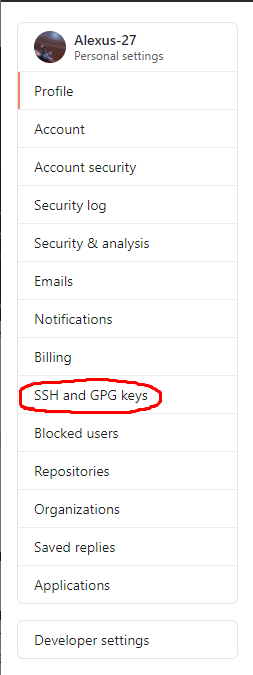 Alexus-27
Personal settings
Profile
Account
Account security
Security log
Security & analysis
Emails
Notifications
Billing
SSH and GPG keys
Blocked users
Repositories
Organizations
Saved replies
Applications
Developer settings